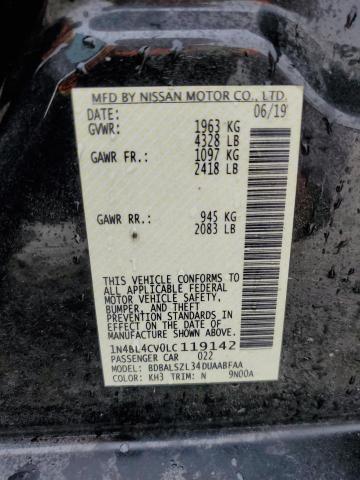 MFD BY NISSAN MOTOR CO., LTD.
DATE: 06/19
GVWR: 1963 KG
4328 LB
GAWR FR.: 1097 KG
2418 LB
GAWR RR.: 945 KG
2083 LB
THIS VEHICLE CONFORMS TO
ALL APPLICABLE FEDERAL
MOTOR VEHICLE SAFETY,
BUMPER, AND THEFT
PREVENTION STANDARDS
IN EFFECT ON THE DATE OF
MANUFACTURE SHOWN ABOVE.
1N4BL4CV0LC119142
PASSENGER CAR 022
MODEL: BDBALSZL34DUAABFAA
COLOR: KH3 TRIM: N 9N00A